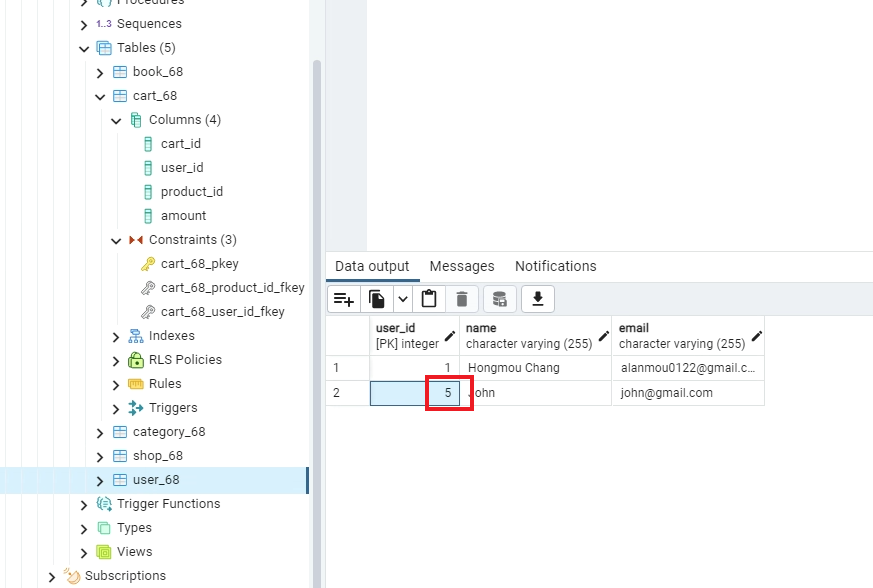 Procedures
1..3 Sequences
Tables (5)
book_68
cart_68
Columns (4)
cart_id
user_id
product_id
amount
Constraints (3)
cart_68_pkey
cart_68_product_id_fkey
cart_68_user_id_fkey
Indexes
RLS Policies
Rules
Triggers
category_68
shop_68
user_68
Trigger Functions
Types
Views
Subscriptions
Data output Messages Notifications
user_id name email
[PK] integer character varying (255) character varying (255)
1 1 Hongmou Chang alanmou0122@gmail.c...
2 5 John john@gmail.com